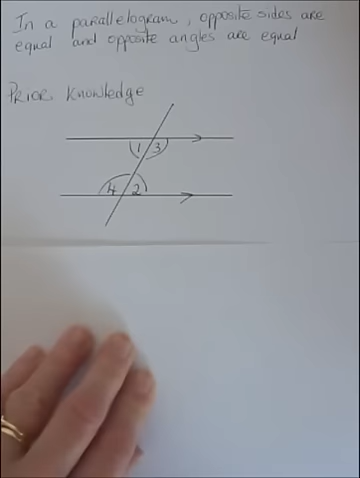 In a parallelogram, opposite sides are
equal and opposite angles are equal
PRIOR Knowledge
1 3
4 2